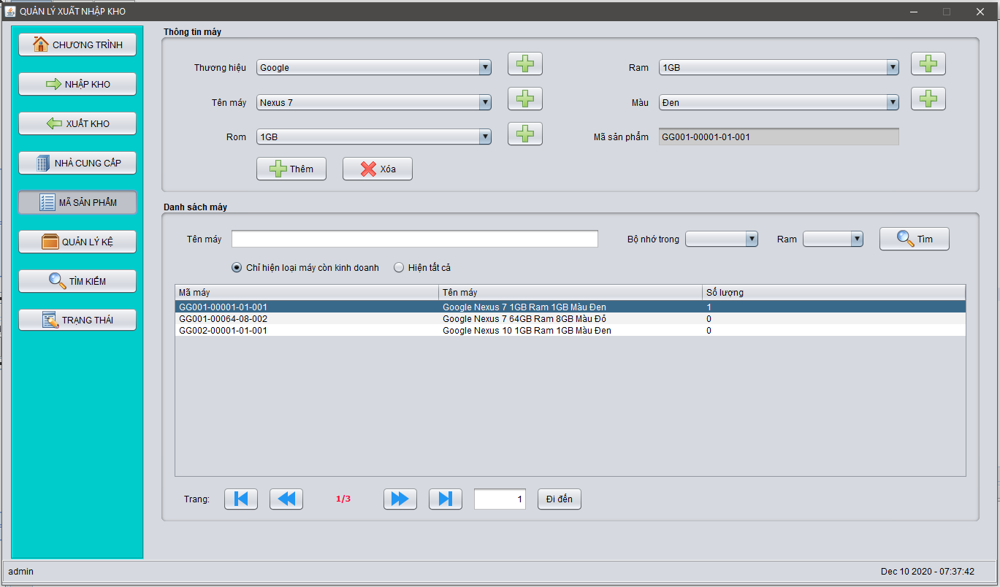 QUẢN LÝ XUẤT NHẬP KHO
CHƯƠNG TRÌNH
NHẬP KHO
XUẤT KHO
NHÀ CUNG CẤP
MÃ SẢN PHẨM
QUẢN LÝ KỆ
TÌM KIẾM
TRẠNG THÁI
Thông tin máy
Thương hiệu Google Ram 1GB
Tên máy Nexus 7 Màu Đen
Rom 1GB Mã sản phẩm GG001-00001-01-001
Thêm Xóa
Danh sách máy
Tên máy Bộ nhớ trong Ram Tìm
Chỉ hiện loại máy còn kinh doanh Hiện tất cả
Mã máy Tên máy Số lượng
GG001-00001-01-001 Google Nexus 7 1GB Ram 1GB Màu Đen 1
GG001-00064-08-002 Google Nexus 7 64GB Ram 8GB Màu Đỏ 0
GG002-00001-01-001 Google Nexus 10 1GB Ram 1GB Màu Đen 0
Trang: 1/3 1 Đi đến
admin Dec 10 2020 - 07:37:42